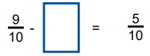 9/10 - = 5/10